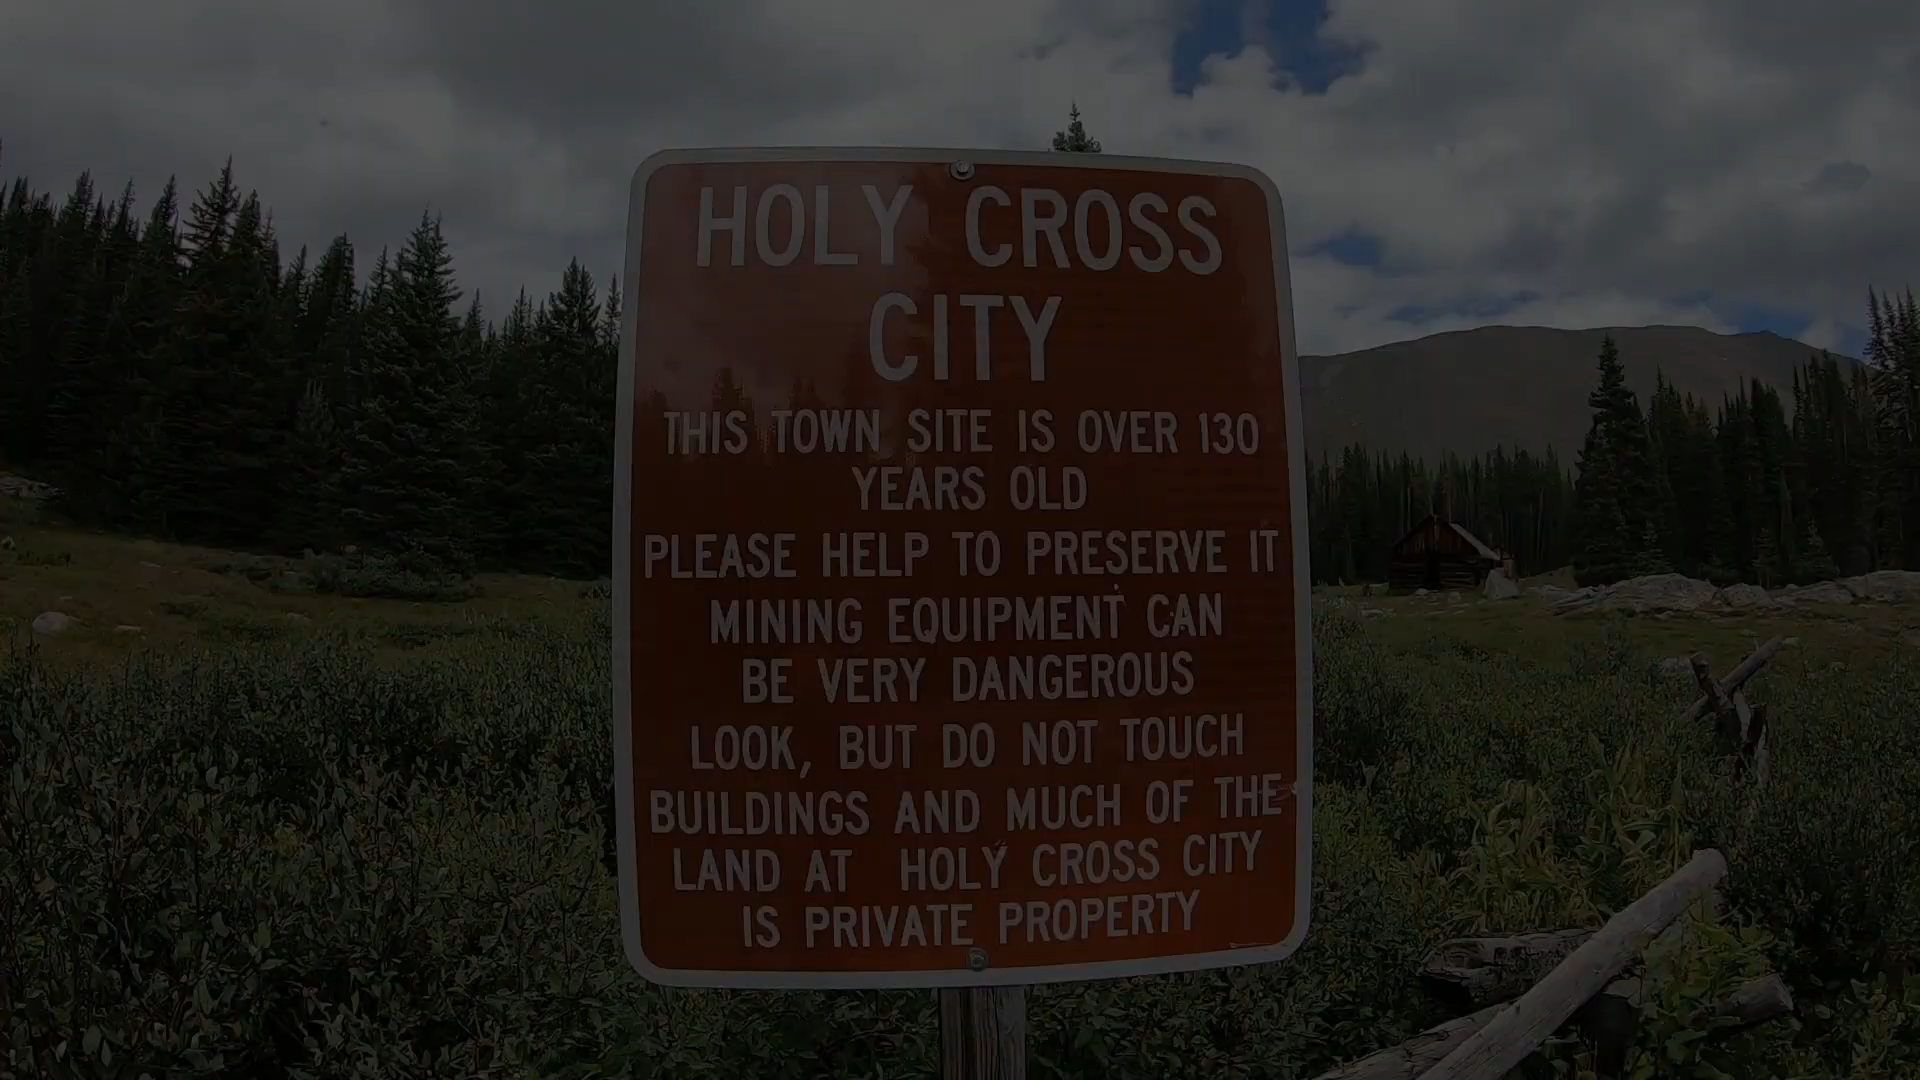 HOLY CROSS
CITY
THIS TOWN SITE IS OVER 130
YEARS OLD
PLEASE HELP TO PRESERVE IT
MINING EQUIPMENT CAN
BE VERY DANGEROUS
LOOK, BUT DO NOT TOUCH
BUILDINGS AND MUCH OF THE
LAND AT HOLY CROSS CITY
IS PRIVATE PROPERTY